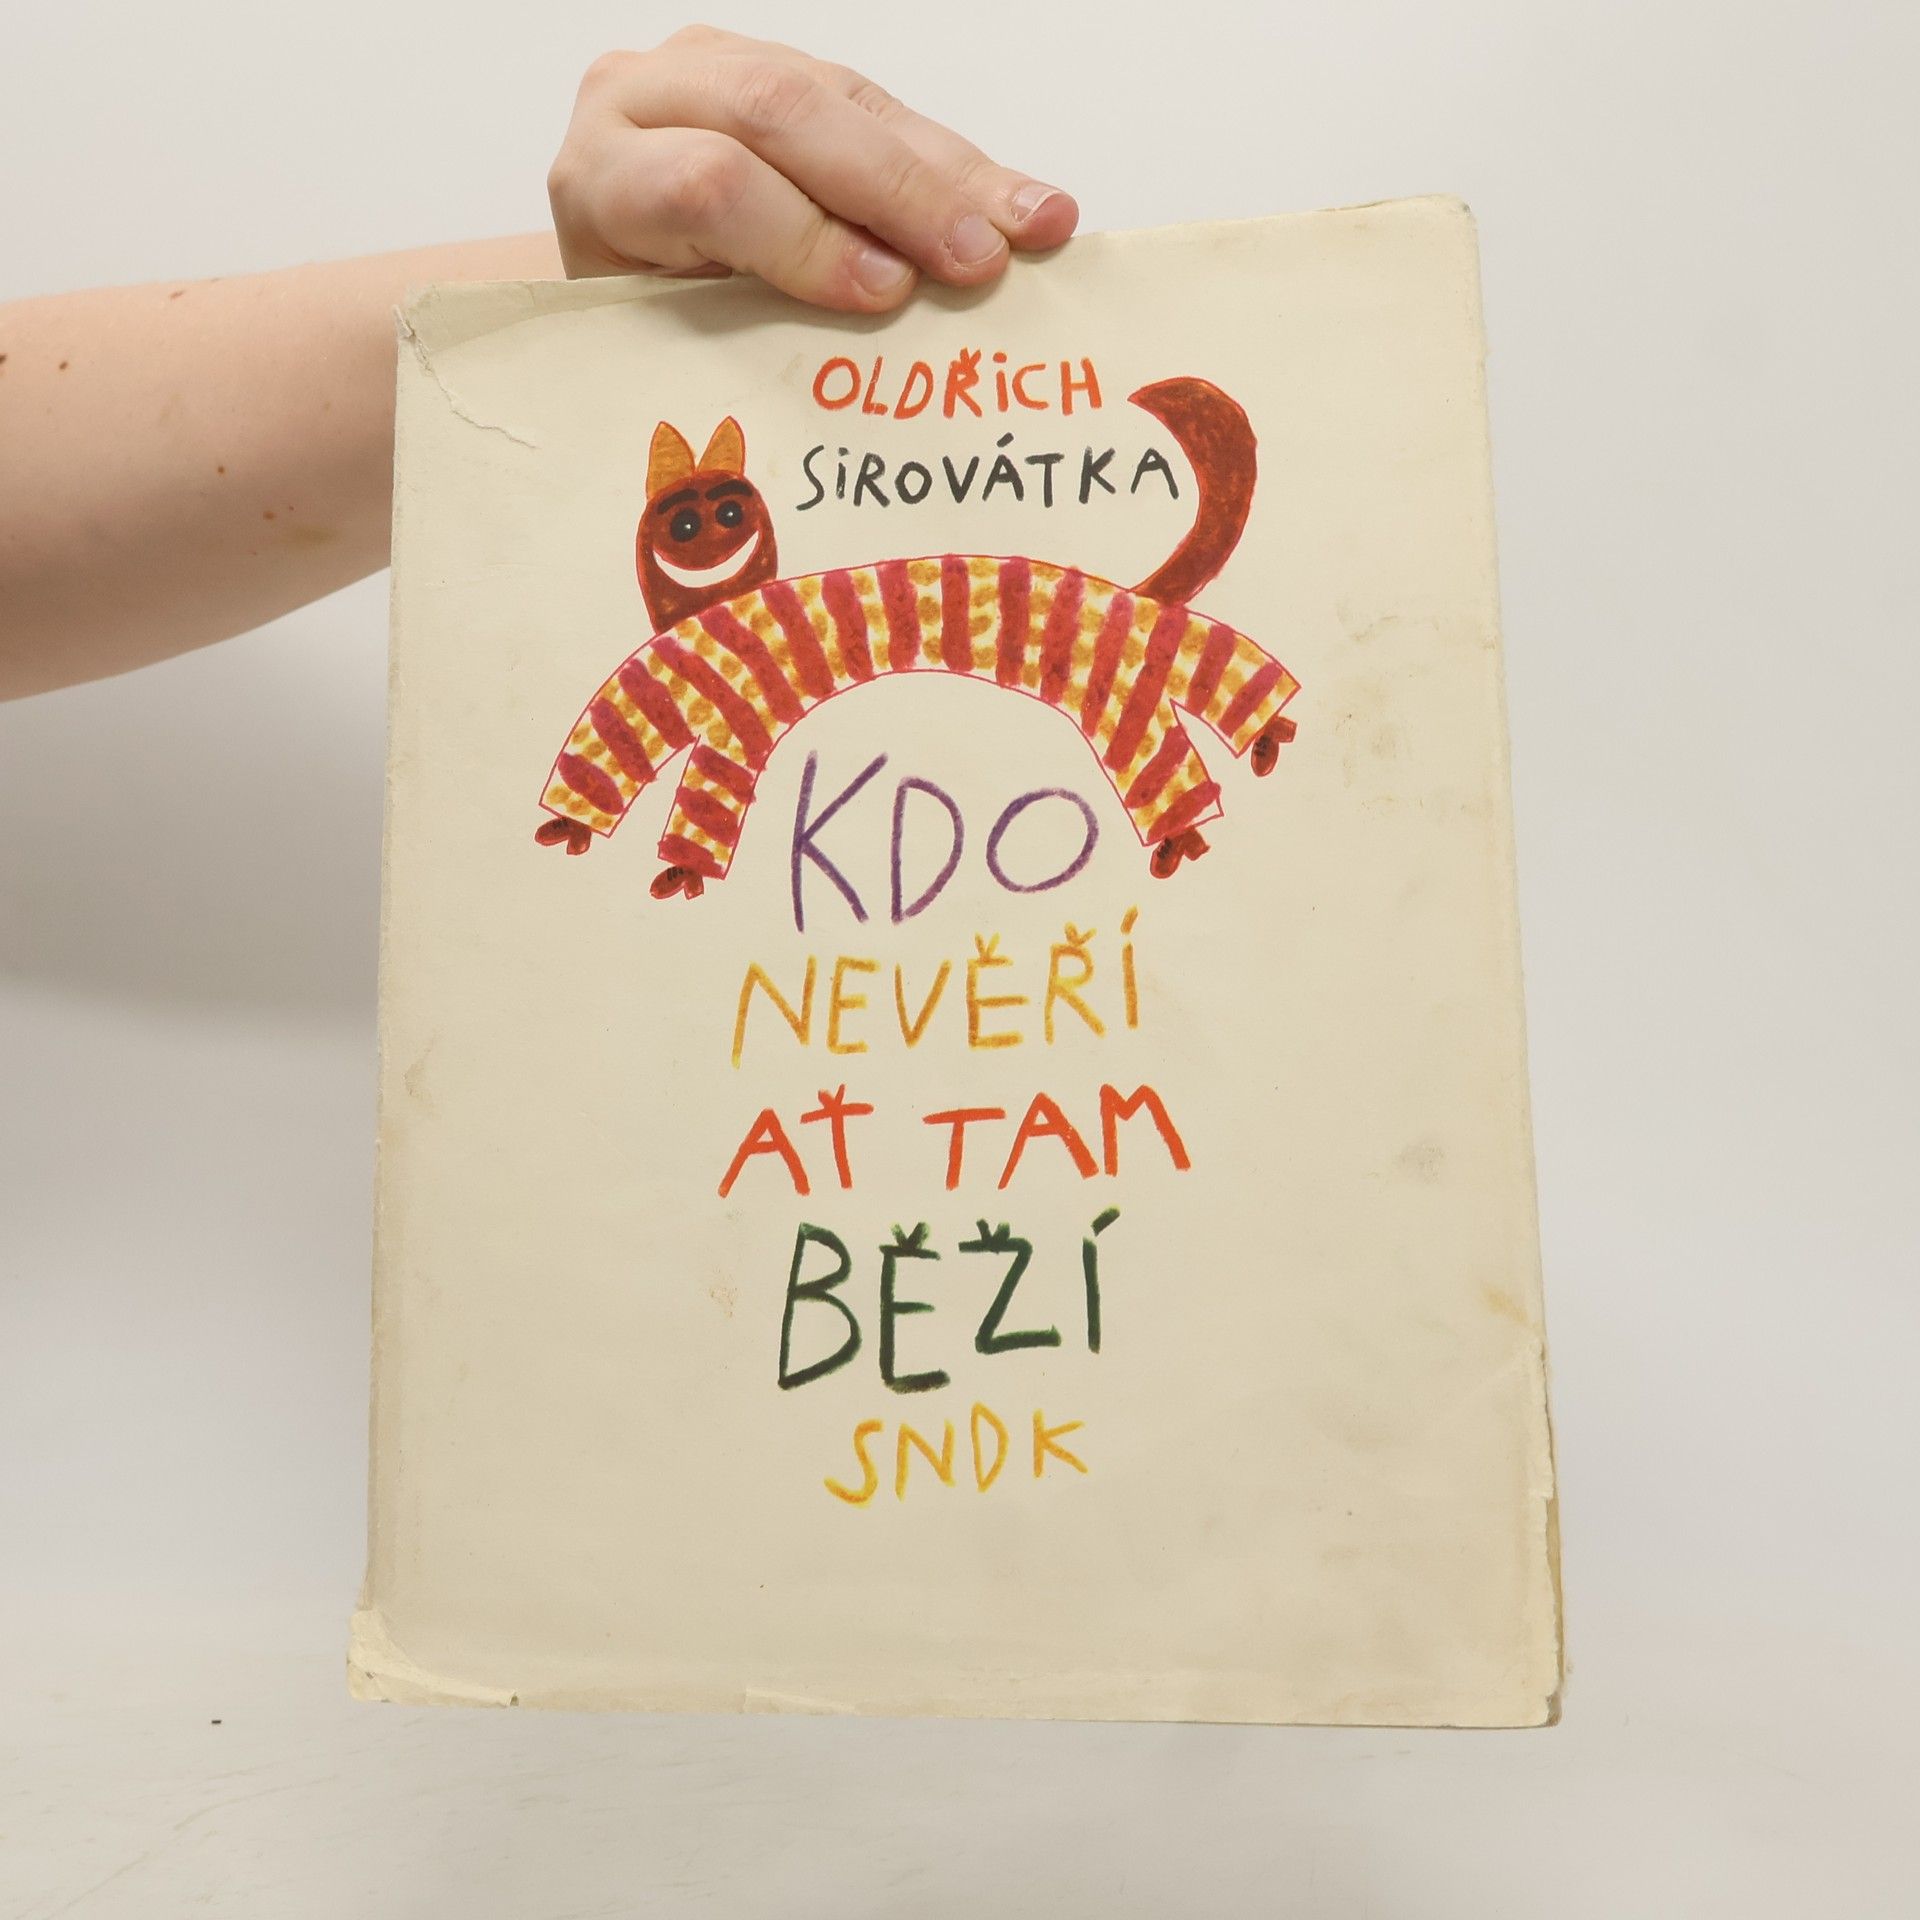 OLDŘICH
SIROVÁTKA
KDO
NEVĚŘÍ
AŤ TAM
BĚŽÍ
SNDK